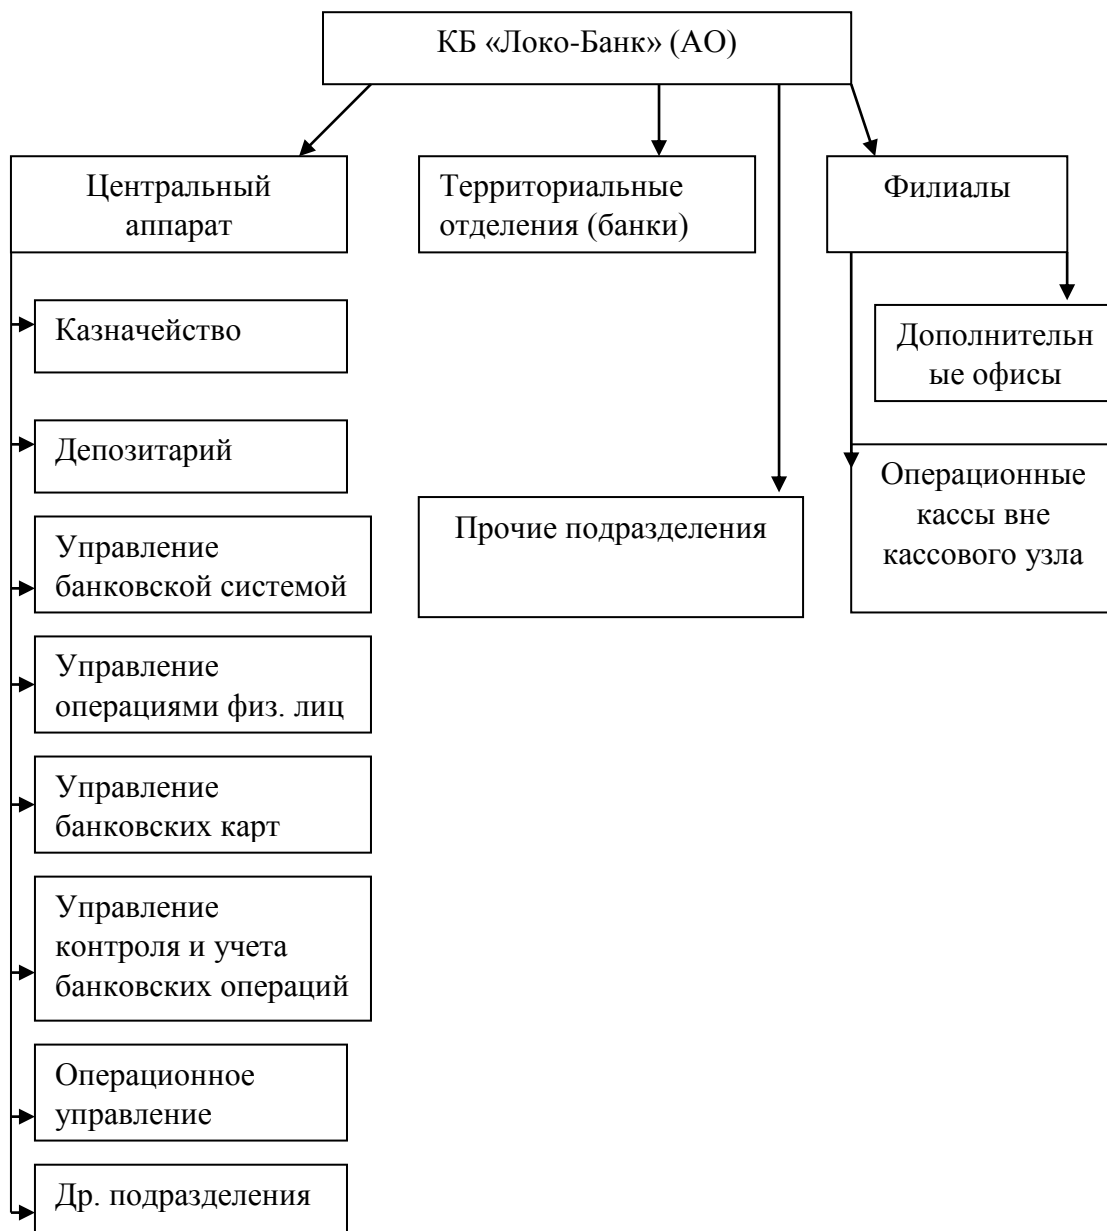 КБ «Локо-Банк» (АО)
Центральный
аппарат
Территориальные
отделения (банки)
Филиалы
Казначейство
Дополнительн
ые офисы
Депозитарий
Операционные
кассы вне
кассового узла
Прочие подразделения
Управление
банковской системой
Управление
операциями физ. лиц
Управление
банковских карт
Управление
контроля и учета
банковских операций
Операционное
управление
Др. подразделения